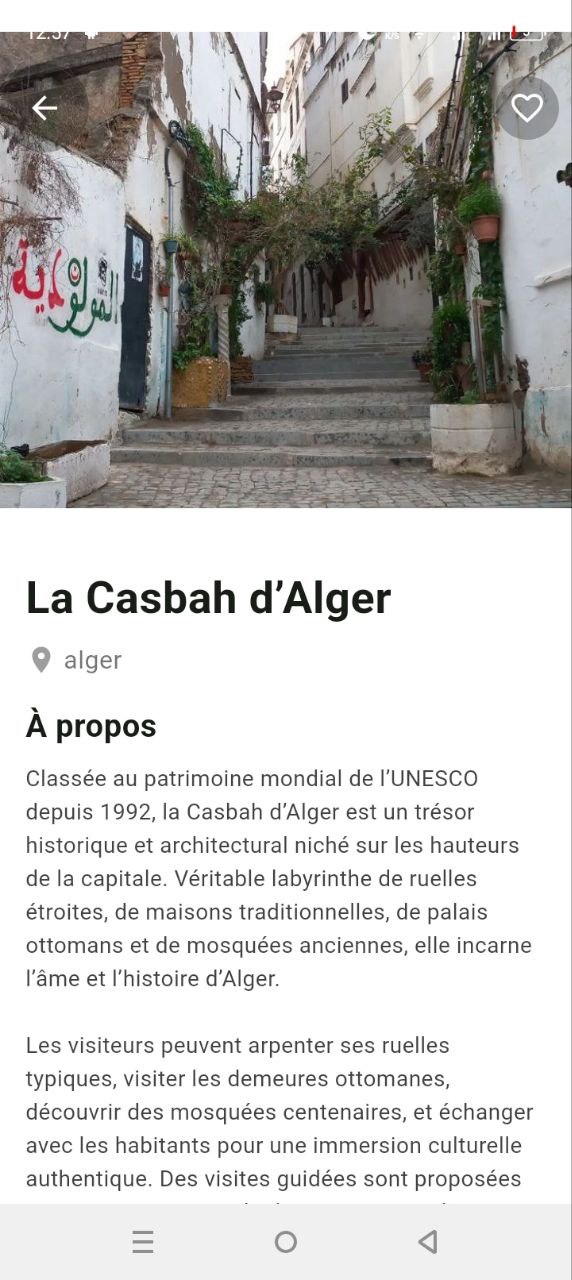 12:57
المولودية
La Casbah d’Alger
alger
À propos
Classée au patrimoine mondial de l’UNESCO
depuis 1992, la Casbah d’Alger est un trésor
historique et architectural niché sur les hauteurs
de la capitale. Véritable labyrinthe de ruelles
étroites, de maisons traditionnelles, de palais
ottomans et de mosquées anciennes, elle incarne
l’âme et l’histoire d’Alger.
Les visiteurs peuvent arpenter ses ruelles
typiques, visiter les demeures ottomanes,
découvrir des mosquées centenaires, et échanger
avec les habitants pour une immersion culturelle
authentique. Des visites guidées sont proposées